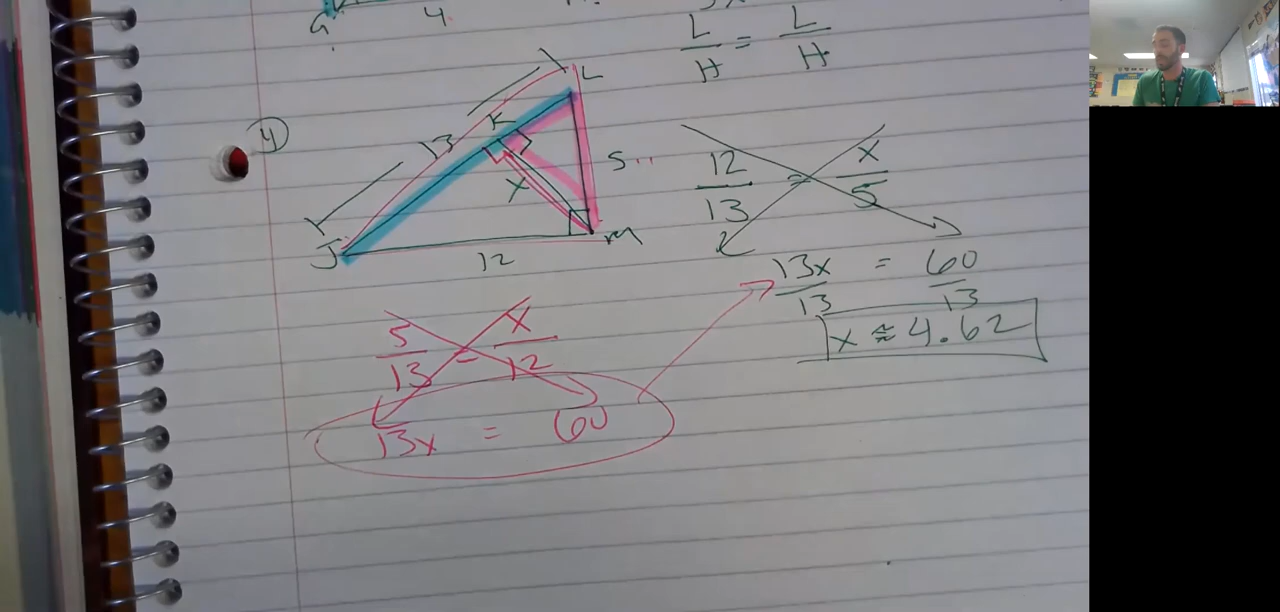 G
4
L/H = L/H
4
L
K
13
5
X
J
12
M
12/13 = x/5
13x/13 = 60/13
x ≈ 4.62
5/13 = x/12
13x = 60